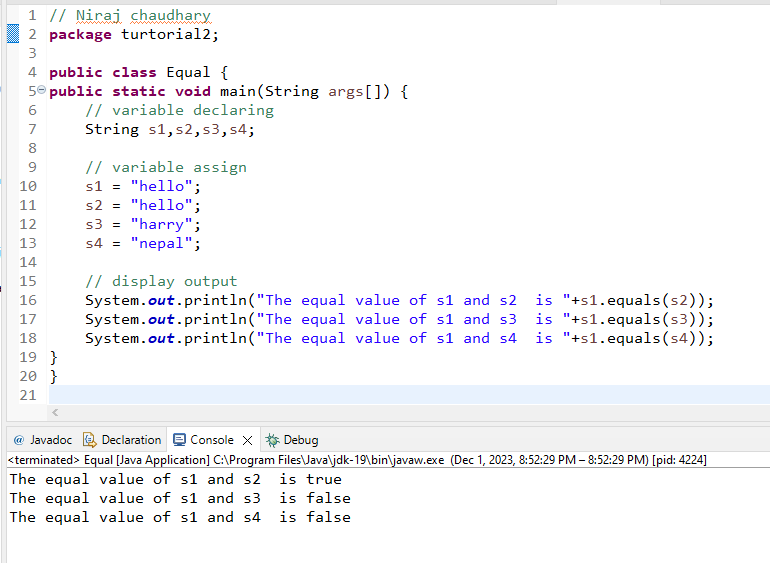 1 // Niraj chaudhary
2 package turtorial2;
3
4 public class Equal {
5 public static void main(String args[]) {
6     // variable declaring
7     String s1,s2,s3,s4;
8
9     // variable assign
10     s1 = "hello";
11     s2 = "hello";
12     s3 = "harry";
13     s4 = "nepal";
14
15     // display output
16     System.out.println("The equal value of s1 and s2  is "+s1.equals(s2));
17     System.out.println("The equal value of s1 and s3  is "+s1.equals(s3));
18     System.out.println("The equal value of s1 and s4  is "+s1.equals(s4));
19 }
20 }
21
@ Javadoc Declaration Console Debug
<terminated> Equal [Java Application] C:\Program Files\Java\jdk-19\bin\javaw.exe (Dec 1, 2023, 8:52:29 PM – 8:52:29 PM) [pid: 4224]
The equal value of s1 and s2  is true
The equal value of s1 and s3  is false
The equal value of s1 and s4  is false